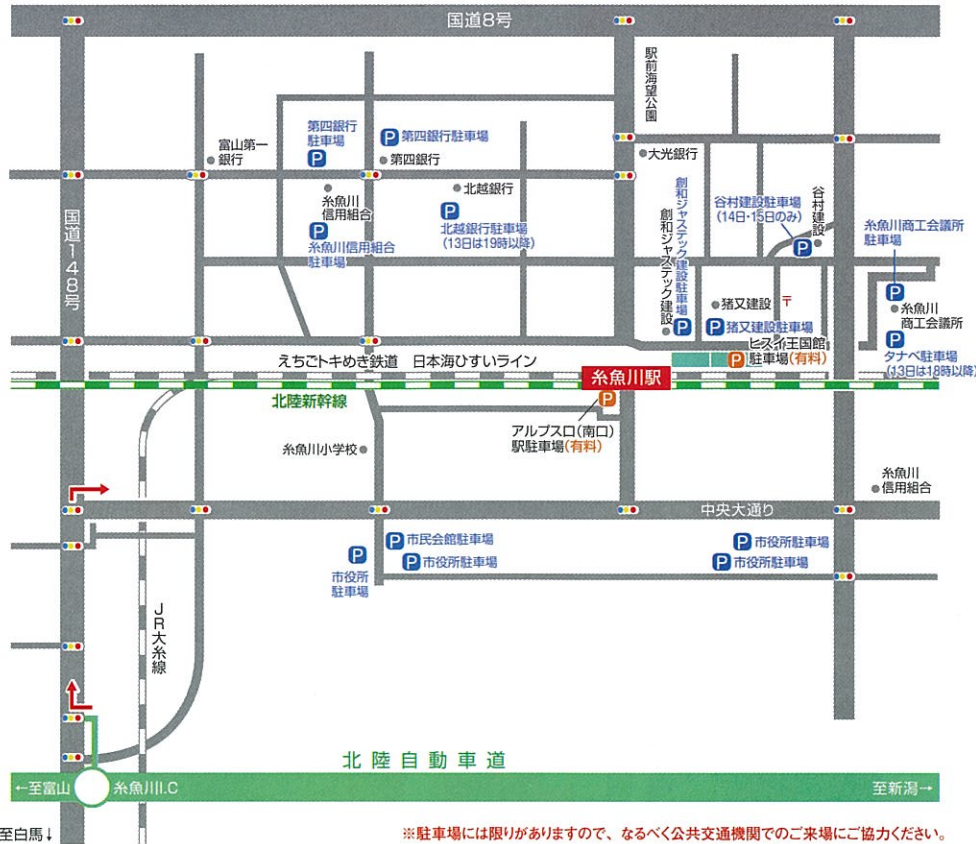 国道8号
駅前海望公園
第四銀行
駐車場
第四銀行駐車場
富山第一
銀行
第四銀行
大光銀行
糸魚川
信用組合
北越銀行
国道148号
糸魚川信用組合
駐車場
北越銀行駐車場
(13日は19時以降)
創和ジャステック建設
創和ジャステック建設駐車場
谷村建設駐車場
(14日・15日のみ)
谷村建設
糸魚川商工会議所
駐車場
猪又建設
〒
糸魚川
商工会議所
猪又建設駐車場
ヒスイ王国館
駐車場(有料)
タナベ駐車場
(13日は18時以降)
えちごトキめき鉄道 日本海ひすいライン
糸魚川駅
北陸新幹線
アルプス口(南口)
駅駐車場(有料)
糸魚川小学校
糸魚川
信用組合
中央大通り
市民会館駐車場
市役所駐車場
市役所
駐車場
市役所駐車場
市役所駐車場
JR大糸線
北陸自動車道
←至富山
糸魚川I.C
至新潟→
至白馬↓
※駐車場には限りがありますので、なるべく公共交通機関でのご来場にご協力ください。